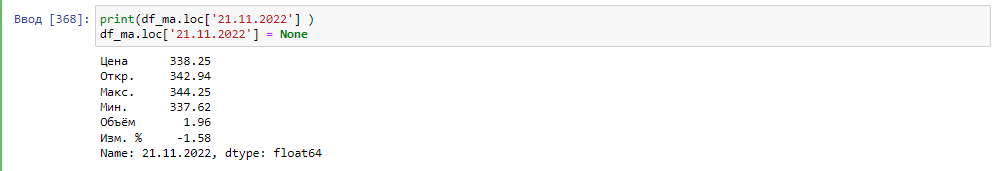 Ввод [368]: print(df_ma.loc['21.11.2022'] )
df_ma.loc['21.11.2022'] = None
Цена 338.25
Откр. 342.94
Макс. 344.25
Мин. 337.62
Объём 1.96
Изм. % -1.58
Name: 21.11.2022, dtype: float64